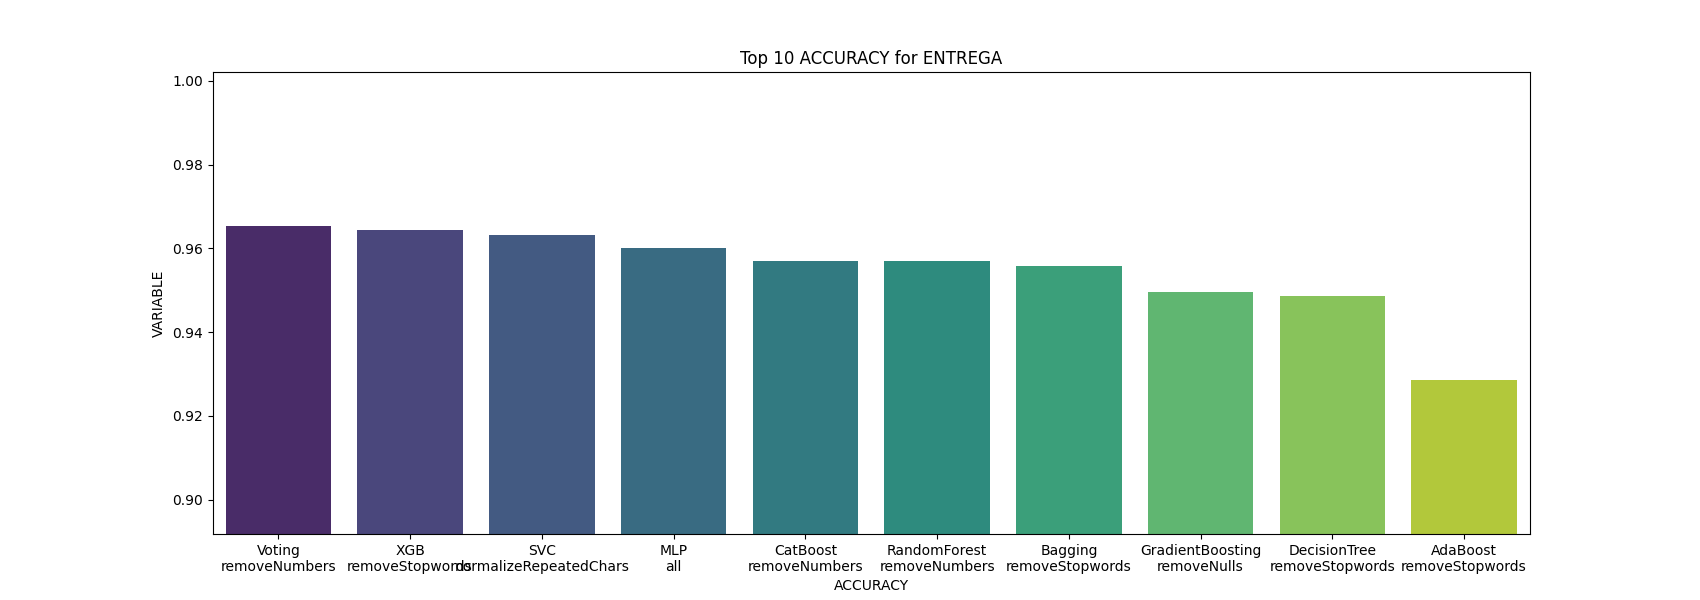 Top 10 ACCURACY for ENTREGA
1.00
0.98
0.96
0.94
0.92
0.90
VARIABLE
Voting XGB SVC MLP CatBoost RandomForest Bagging GradientBoosting DecisionTree AdaBoost
removeNumbers removeStopwords normalizeRepeatedChars all removeNumbers removeNumbers removeStopwords removeNulls removeStopwords removeStopwords
ACCURACY